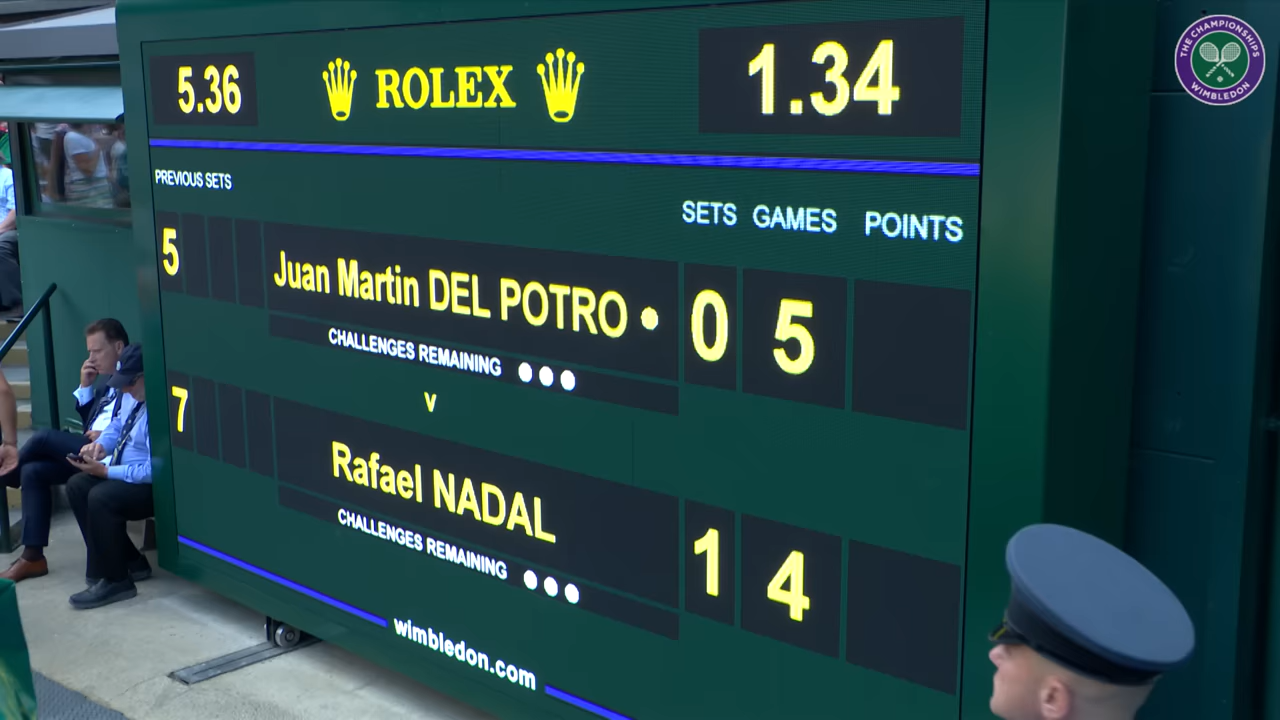 5.36 ROLEX 1.34
THE CHAMPIONSHIPS
WIMBLEDON
PREVIOUS SETS
SETS GAMES POINTS
5 Juan Martin DEL POTRO • 0 5
CHALLENGES REMAINING
v
7 Rafael NADAL 1 4
CHALLENGES REMAINING
wimbledon.com